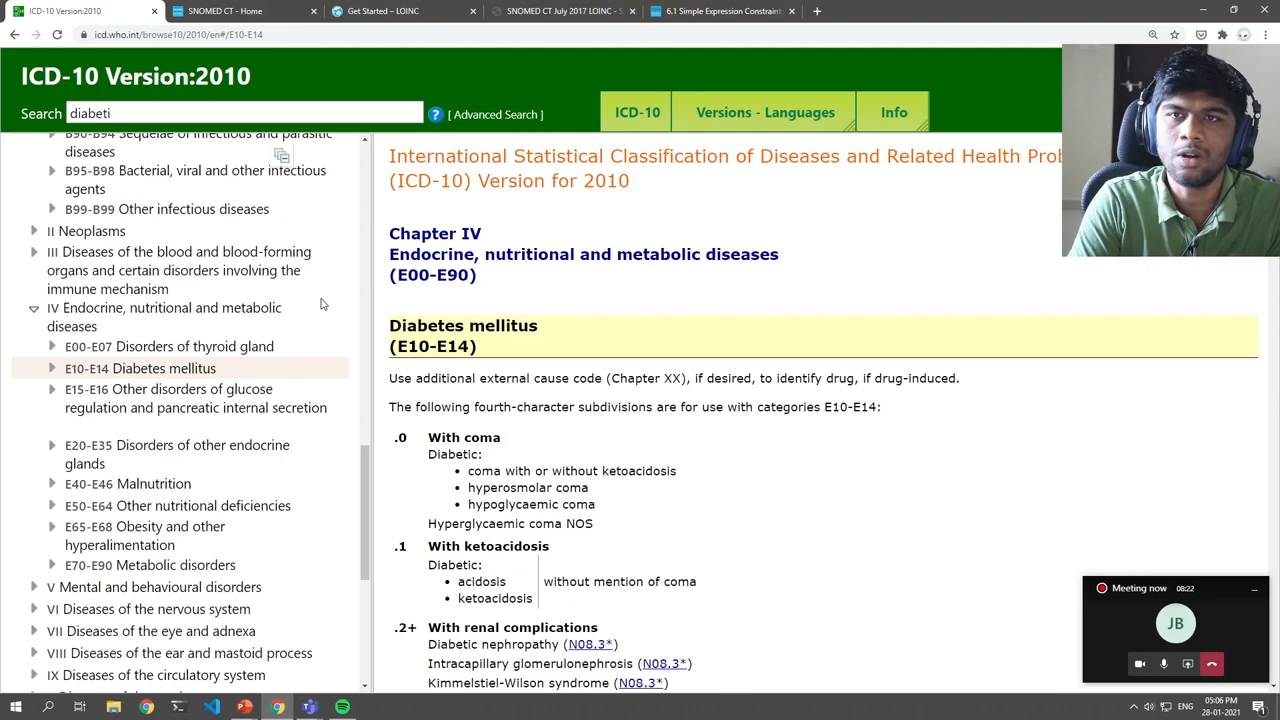 ICD-10 Version:2010
SNOMED CT - Home
Get Started – LOINC
SNOMED CT July 2017 LOINC - S
6.1 Simple Expression Constraint
icd.who.int/browse10/2010/en#/E10-E14
ICD-10 Version:2010
Search diabeti ? [ Advanced Search ]
ICD-10 Versions - Languages Info
B90-B94 Sequelae of infectious and parasitic
diseases
B95-B98 Bacterial, viral and other infectious
agents
B99-B99 Other infectious diseases
II Neoplasms
III Diseases of the blood and blood-forming
organs and certain disorders involving the
immune mechanism
IV Endocrine, nutritional and metabolic
diseases
E00-E07 Disorders of thyroid gland
E10-E14 Diabetes mellitus
E15-E16 Other disorders of glucose
regulation and pancreatic internal secretion
E20-E35 Disorders of other endocrine
glands
E40-E46 Malnutrition
E50-E64 Other nutritional deficiencies
E65-E68 Obesity and other
hyperalimentation
E70-E90 Metabolic disorders
V Mental and behavioural disorders
VI Diseases of the nervous system
VII Diseases of the eye and adnexa
VIII Diseases of the ear and mastoid process
IX Diseases of the circulatory system
International Statistical Classification of Diseases and Related Health Prob
(ICD-10) Version for 2010
Chapter IV
Endocrine, nutritional and metabolic diseases
(E00-E90)
Diabetes mellitus
(E10-E14)
Use additional external cause code (Chapter XX), if desired, to identify drug, if drug-induced.
The following fourth-character subdivisions are for use with categories E10-E14:
.0 With coma
Diabetic:
• coma with or without ketoacidosis
• hyperosmolar coma
• hypoglycaemic coma
Hyperglycaemic coma NOS
.1 With ketoacidosis
Diabetic:
• acidosis without mention of coma
• ketoacidosis
.2+ With renal complications
Diabetic nephropathy (N08.3*)
Intracapillary glomerulonephrosis (N08.3*)
Kimmelstiel-Wilson syndrome (N08.3*)
Meeting now 08:22
JB
ENG
05:06 PM
28-01-2021